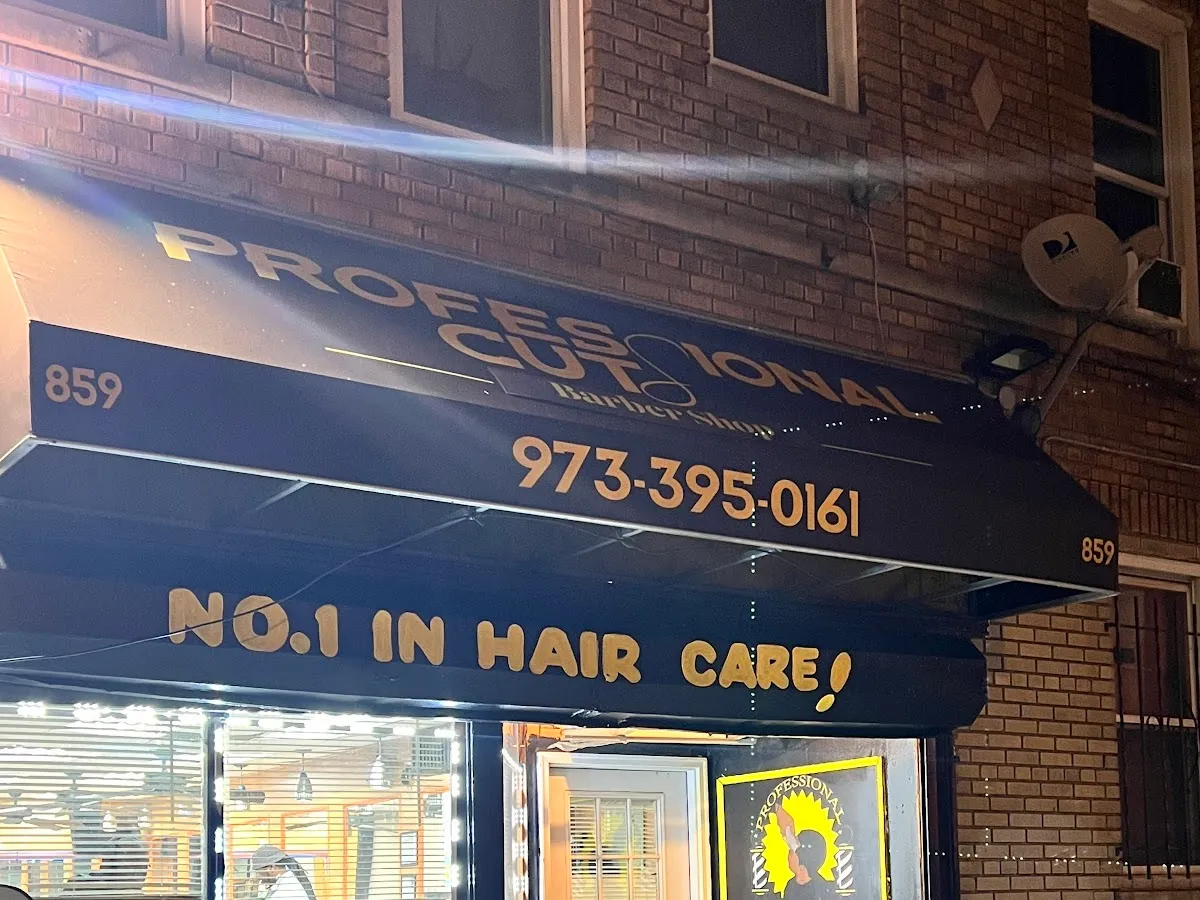 PROFESSIONAL
CUTS
Barber Shop
859
973-395-0161
859
NO.1 IN HAIR CARE!
PROFESSIONAL